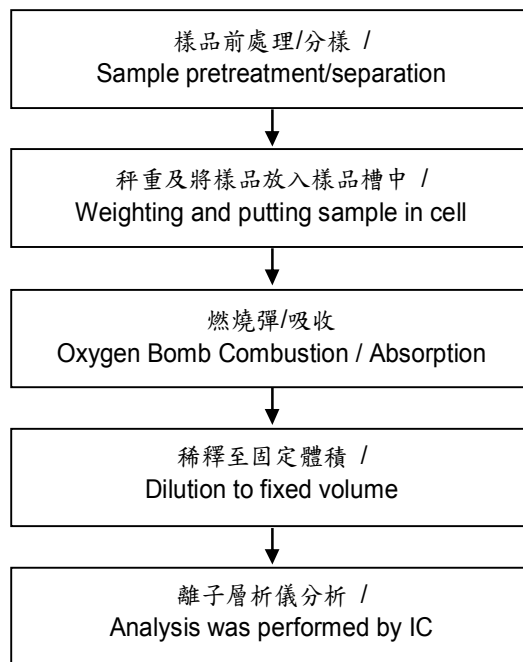 樣品前處理/分樣 /
Sample pretreatment/separation
秤重及將樣品放入樣品槽中 /
Weighting and putting sample in cell
燃燒彈/吸收
Oxygen Bomb Combustion / Absorption
稀釋至固定體積 /
Dilution to fixed volume
離子層析儀分析 /
Analysis was performed by IC